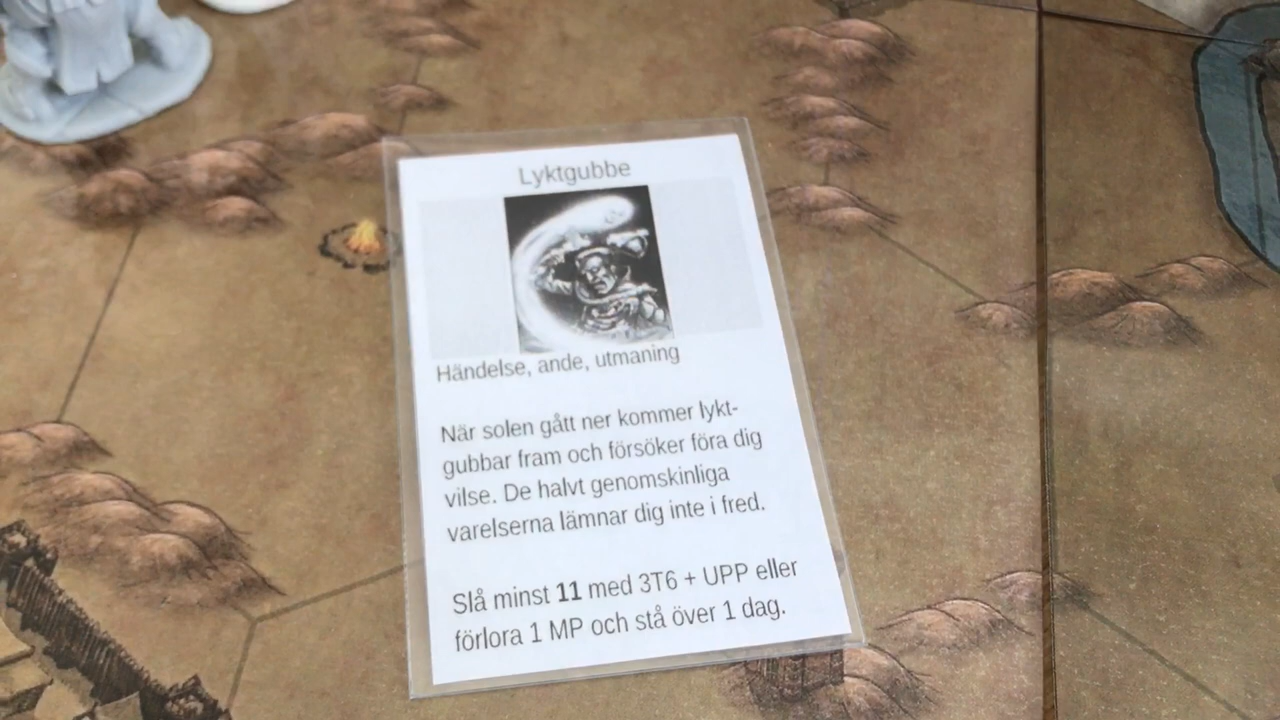 Lyktgubbe
Händelse, ande, utmaning
När solen gått ner kommer lykt-
gubbar fram och försöker föra dig
vilse. De halvt genomskinliga
varelserna lämnar dig inte i fred.
Slå minst 11 med 3T6 + UPP eller
förlora 1 MP och stå över 1 dag.